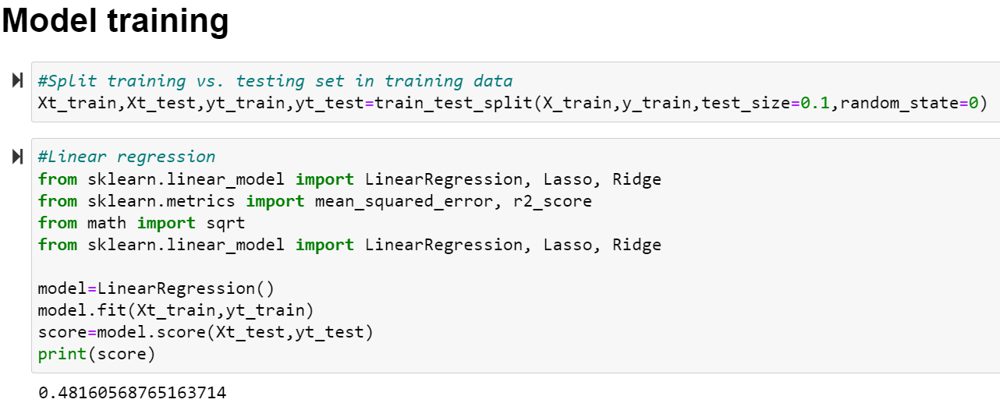 Model training
#Split training vs. testing set in training data
Xt_train,Xt_test,yt_train,yt_test=train_test_split(X_train,y_train,test_size=0.1,random_state=0)
#Linear regression
from sklearn.linear_model import LinearRegression, Lasso, Ridge
from sklearn.metrics import mean_squared_error, r2_score
from math import sqrt
from sklearn.linear_model import LinearRegression, Lasso, Ridge
model=LinearRegression()
model.fit(Xt_train,yt_train)
score=model.score(Xt_test,yt_test)
print(score)
0.48160568765163714